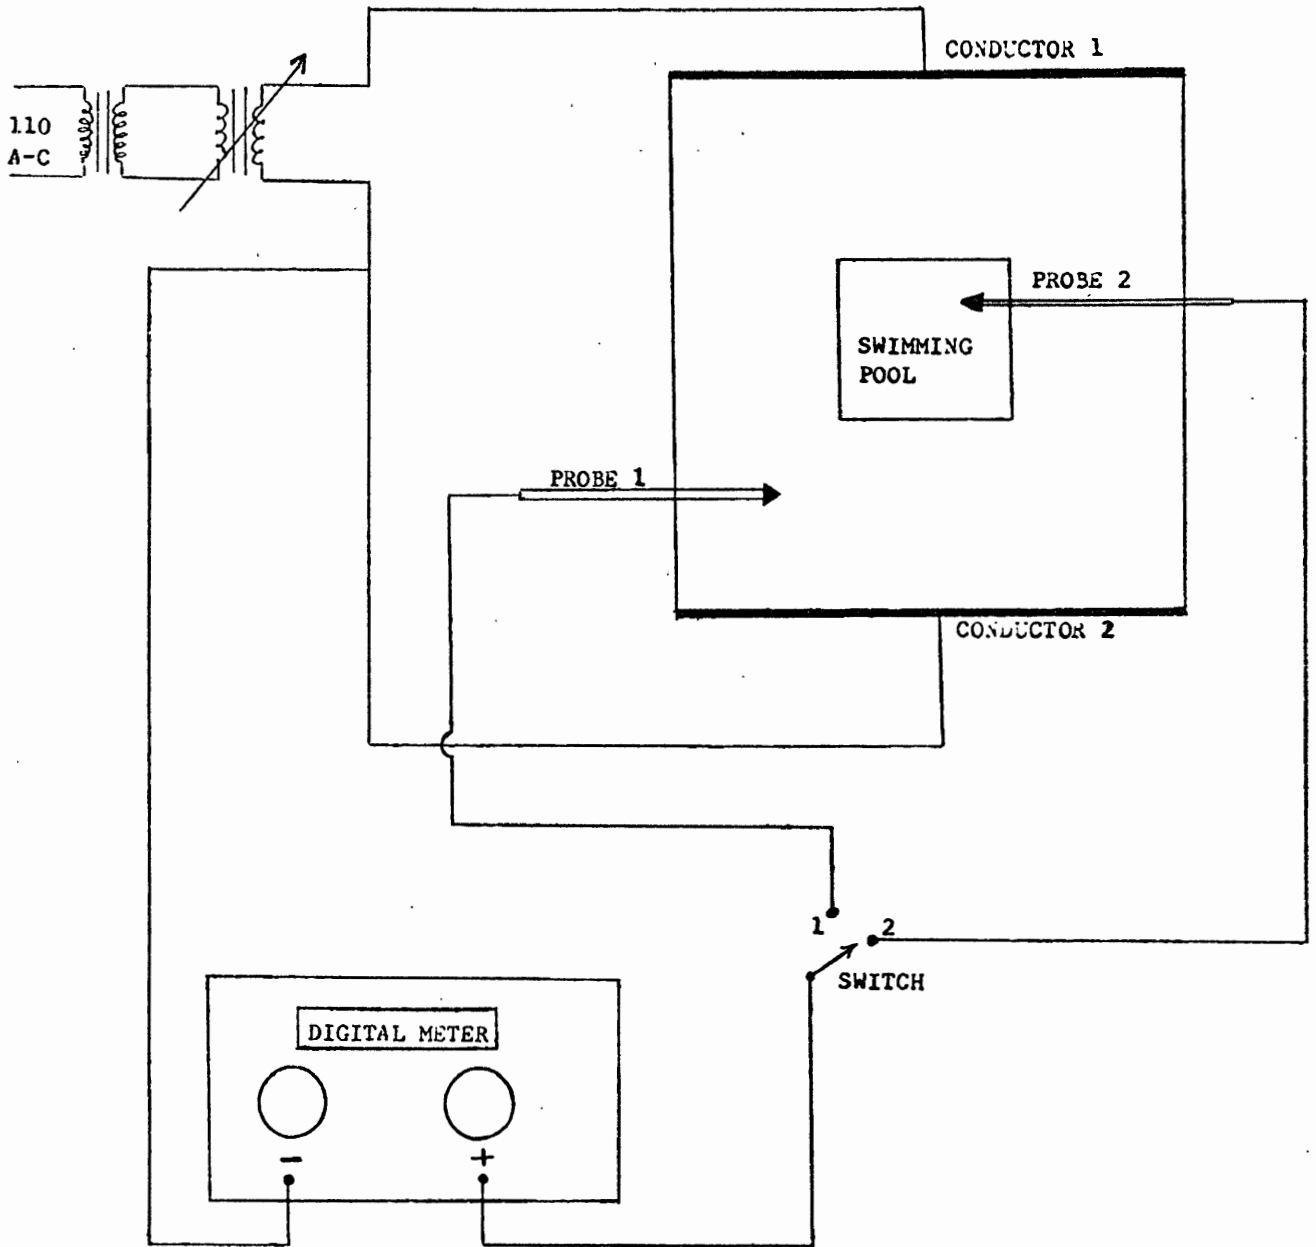 CONDUCTOR 1
110
A-C
PROBE 2
SWIMMING
POOL
PROBE 1
CONDUCTOR 2
1
2
SWITCH
DIGITAL METER
-
+